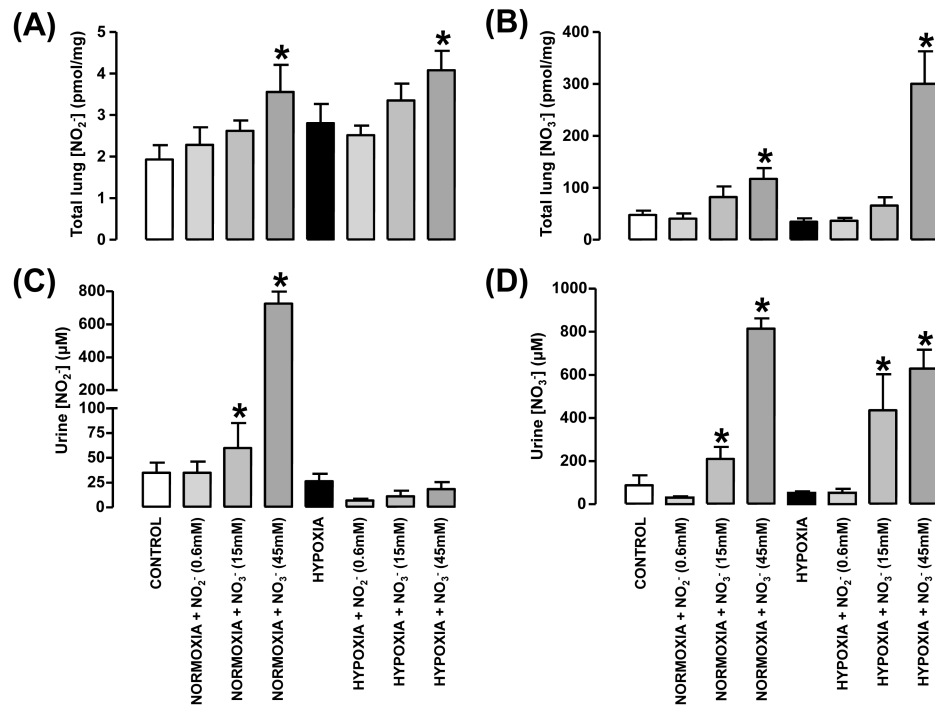 (A)
Total lung [NO₂⁻] (pmol/mg)
5
4
3
2
1
0
*
*
(B)
Total lung [NO₃⁻] (pmol/mg)
400
300
200
100
0
*
*
(C)
Urine [NO₂⁻] (µM)
800
600
400
200
100
75
50
25
0
*
*
CONTROL
NORMOXIA + NO₂⁻ (0.6mM)
NORMOXIA + NO₃⁻ (15mM)
NORMOXIA + NO₃⁻ (45mM)
HYPOXIA
HYPOXIA + NO₂⁻ (0.6mM)
HYPOXIA + NO₃⁻ (15mM)
HYPOXIA + NO₃⁻ (45mM)
(D)
Urine [NO₃⁻] (µM)
1000
800
600
400
200
0
*
*
*
*
CONTROL
NORMOXIA + NO₂⁻ (0.6mM)
NORMOXIA + NO₃⁻ (15mM)
NORMOXIA + NO₃⁻ (45mM)
HYPOXIA
HYPOXIA + NO₂⁻ (0.6mM)
HYPOXIA + NO₃⁻ (15mM)
HYPOXIA + NO₃⁻ (45mM)